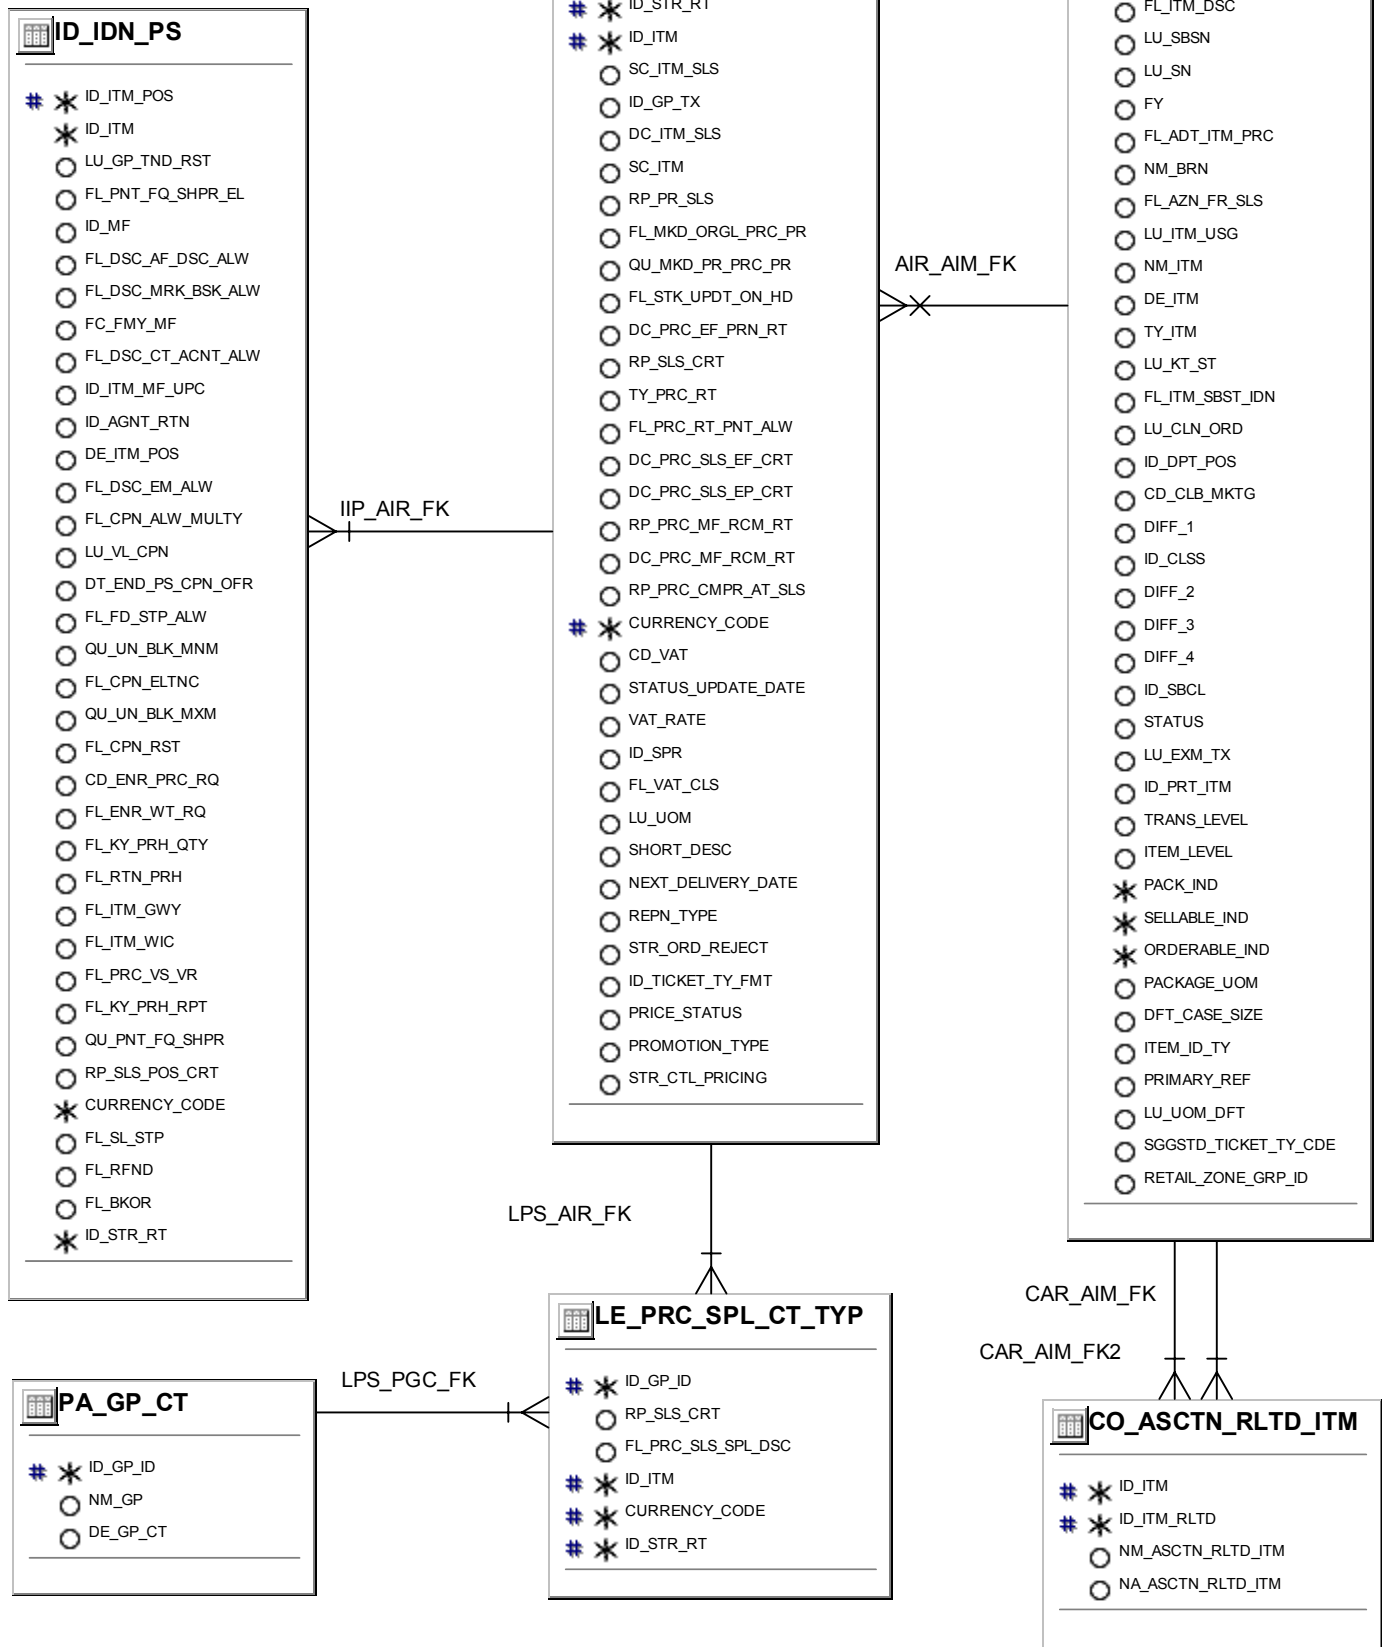 ID_IDN_PS
# * ID_ITM_POS
* ID_ITM
LU_GP_TND_RST
FL_PNT_FQ_SHPR_EL
ID_MF
FL_DSC_AF_DSC_ALW
FL_DSC_MRK_BSK_ALW
FC_FMY_MF
FL_DSC_CT_ACNT_ALW
ID_ITM_MF_UPC
ID_AGNT_RTN
DE_ITM_POS
FL_DSC_EM_ALW
FL_CPN_ALW_MULTY
LU_VL_CPN
DT_END_PS_CPN_OFR
FL_FD_STP_ALW
QU_UN_BLK_MNM
FL_CPN_ELTNC
QU_UN_BLK_MXM
FL_CPN_RST
CD_ENR_PRC_RQ
FL_ENR_WT_RQ
FL_KY_PRH_QTY
FL_RTN_PRH
FL_ITM_GWY
FL_ITM_WIC
FL_PRC_VS_VR
FL_KY_PRH_RPT
QU_PNT_FQ_SHPR
RP_SLS_POS_CRT
* CURRENCY_CODE
FL_SL_STP
FL_RFND
FL_BKOR
* ID_STR_RT
IIP_AIR_FK
# * ID_STR_RT
# * ID_ITM
SC_ITM_SLS
ID_GP_TX
DC_ITM_SLS
SC_ITM
RP_PR_SLS
FL_MKD_ORGL_PRC_PR
QU_MKD_PR_PRC_PR
FL_STK_UPDT_ON_HD
DC_PRC_EF_PRN_RT
RP_SLS_CRT
TY_PRC_RT
FL_PRC_RT_PNT_ALW
DC_PRC_SLS_EF_CRT
DC_PRC_SLS_EP_CRT
RP_PRC_MF_RCM_RT
DC_PRC_MF_RCM_RT
RP_PRC_CMPR_AT_SLS
# * CURRENCY_CODE
CD_VAT
STATUS_UPDATE_DATE
VAT_RATE
ID_SPR
FL_VAT_CLS
LU_UOM
SHORT_DESC
NEXT_DELIVERY_DATE
REPN_TYPE
STR_ORD_REJECT
ID_TICKET_TY_FMT
PRICE_STATUS
PROMOTION_TYPE
STR_CTL_PRICING
AIR_AIM_FK
FL_ITM_DSC
LU_SBSN
LU_SN
FY
FL_ADT_ITM_PRC
NM_BRN
FL_AZN_FR_SLS
LU_ITM_USG
NM_ITM
DE_ITM
TY_ITM
LU_KT_ST
FL_ITM_SBST_IDN
LU_CLN_ORD
ID_DPT_POS
CD_CLB_MKTG
DIFF_1
ID_CLSS
DIFF_2
DIFF_3
DIFF_4
ID_SBCL
STATUS
LU_EXM_TX
ID_PRT_ITM
TRANS_LEVEL
ITEM_LEVEL
* PACK_IND
* SELLABLE_IND
* ORDERABLE_IND
PACKAGE_UOM
DFT_CASE_SIZE
ITEM_ID_TY
PRIMARY_REF
LU_UOM_DFT
SGGSTD_TICKET_TY_CDE
RETAIL_ZONE_GRP_ID
LPS_AIR_FK
CAR_AIM_FK
CAR_AIM_FK2
LPS_PGC_FK
PA_GP_CT
# * ID_GP_ID
NM_GP
DE_GP_CT
LE_PRC_SPL_CT_TYP
# * ID_GP_ID
RP_SLS_CRT
FL_PRC_SLS_SPL_DSC
# * ID_ITM
# * CURRENCY_CODE
# * ID_STR_RT
CO_ASCTN_RLTD_ITM
# * ID_ITM
# * ID_ITM_RLTD
NM_ASCTN_RLTD_ITM
NA_ASCTN_RLTD_ITM